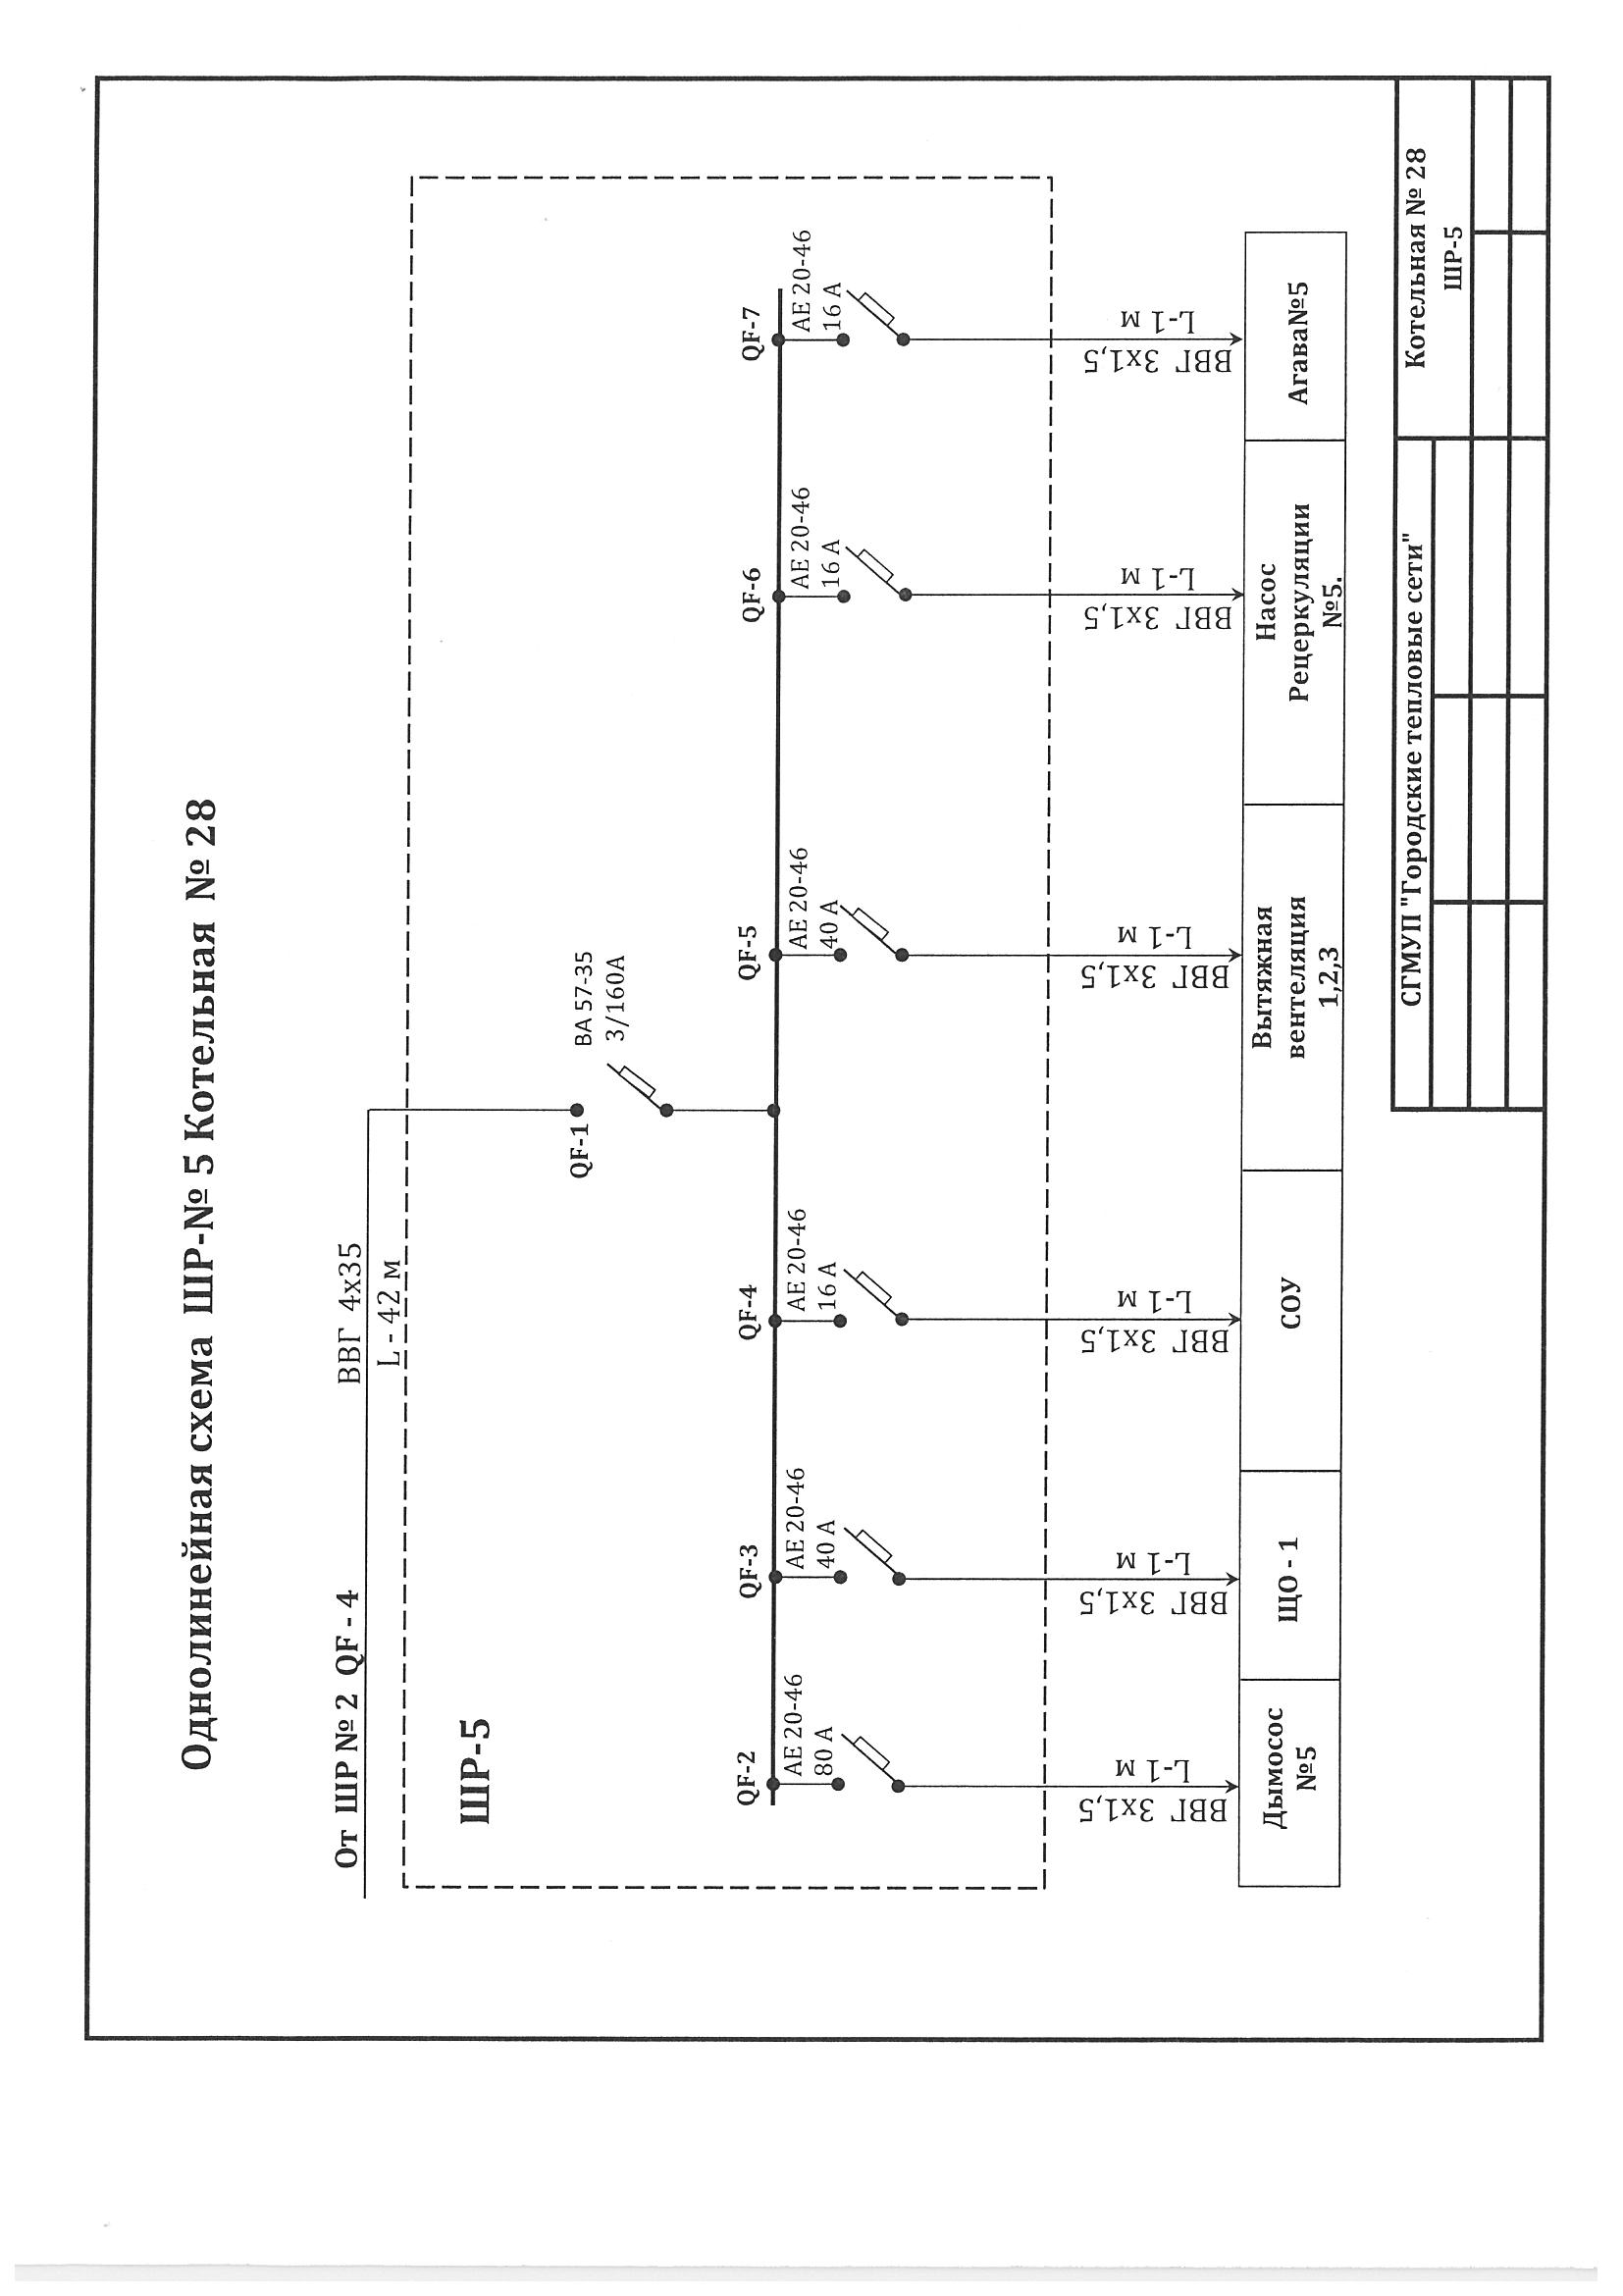 Однолинейная схема ШР-№ 5 Котельная № 28
От ШР № 2 QF - 4
ВВГ 4х35
L - 42 м
ШР-5
QF-1
ВА 57-35
3/160А
QF-2
АЕ 20-46
80 А
QF-3
АЕ 20-46
40 А
QF-4
АЕ 20-46
16 А
QF-5
АЕ 20-46
40 А
QF-6
АЕ 20-46
16 А
QF-7
АЕ 20-46
16 А
ВВГ 3х1,5
L-1 м
ВВГ 3х1,5
L-1 м
ВВГ 3х1,5
L-1 м
ВВГ 3х1,5
L-1 м
ВВГ 3х1,5
L-1 м
ВВГ 3х1,5
L-1 м
Дымосос
№5
ЩО - 1
СОУ
Вытяжная
вентеляция
1,2,3
Насос
Рецеркуляции
№5.
Агава№5
СГМУП "Городские тепловые сети"
Котельная № 28
ШР-5